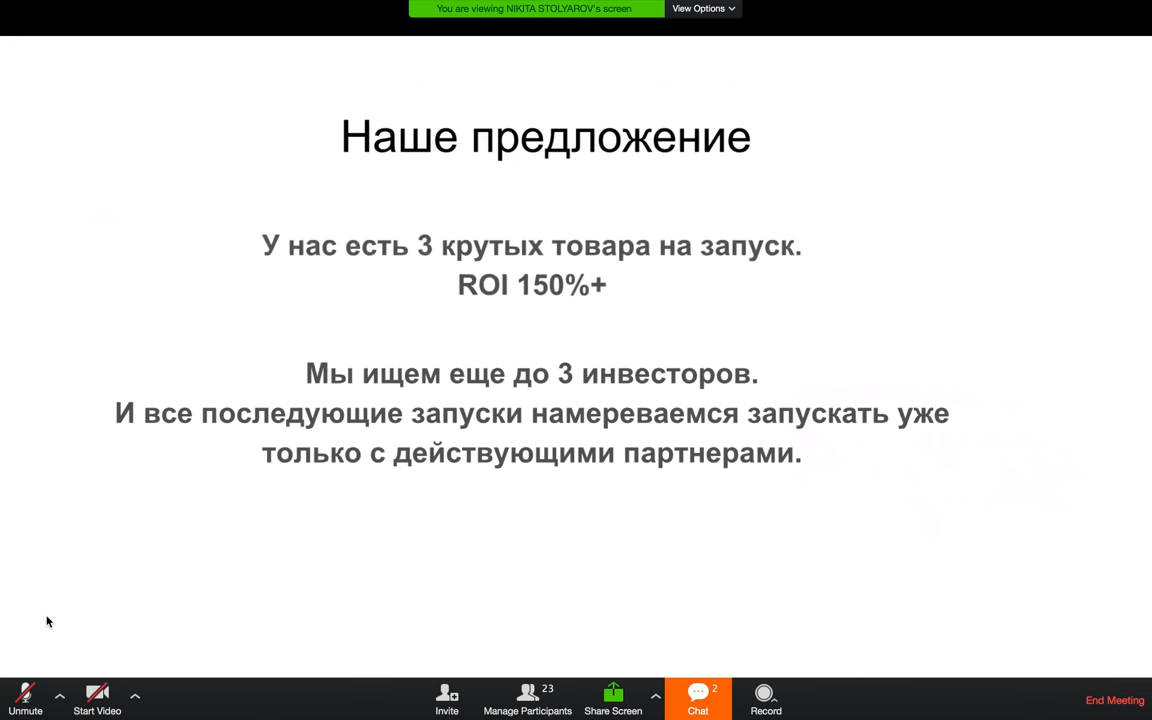 You are viewing NIKITA STOLYAROV's screen
View Options
Наше предложение
У нас есть 3 крутых товара на запуск.
ROI 150%+
Мы ищем еще до 3 инвесторов.
И все последующие запуски намереваемся запускать уже
только с действующими партнерами.
23
2
Unmute
Start Video
Invite
Manage Participants
Share Screen
Chat
Record
End Meeting